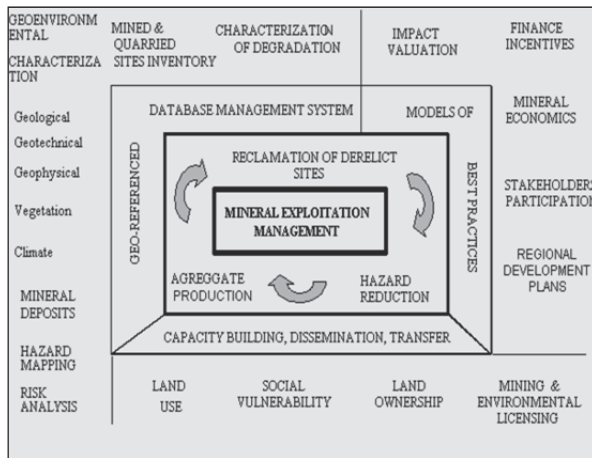 GEOENVIRONM
ENTAL
CHARACTERIZA
TION
MINED &
QUARRIED
SITES INVENTORY
CHARACTERIZATION
OF DEGRADATION
IMPACT
VALUATION
FINANCE
INCENTIVES
Geological
Geotechnical
Geophysical
Vegetation
Climate
MINERAL
DEPOSITS
HAZARD
MAPPING
RISK
ANALYSIS
DATABASE MANAGEMENT SYSTEM
MODELS OF
GEO-REFERENCED
BEST PRACTICES
RECLAMATION OF DERELICT
SITES
MINERAL EXPLOITATION
MANAGEMENT
AGREGGATE
PRODUCTION
HAZARD
REDUCTION
CAPACITY BUILDING, DISSEMINATION, TRANSFER
MINERAL
ECONOMICS
STAKEHOLDERS
PARTICIPATION
REGIONAL
DEVELOPMENT
PLANS
LAND
USE
SOCIAL
VULNERABILITY
LAND
OWNERSHIP
MINING &
ENVIRONMENTAL
LICENSING